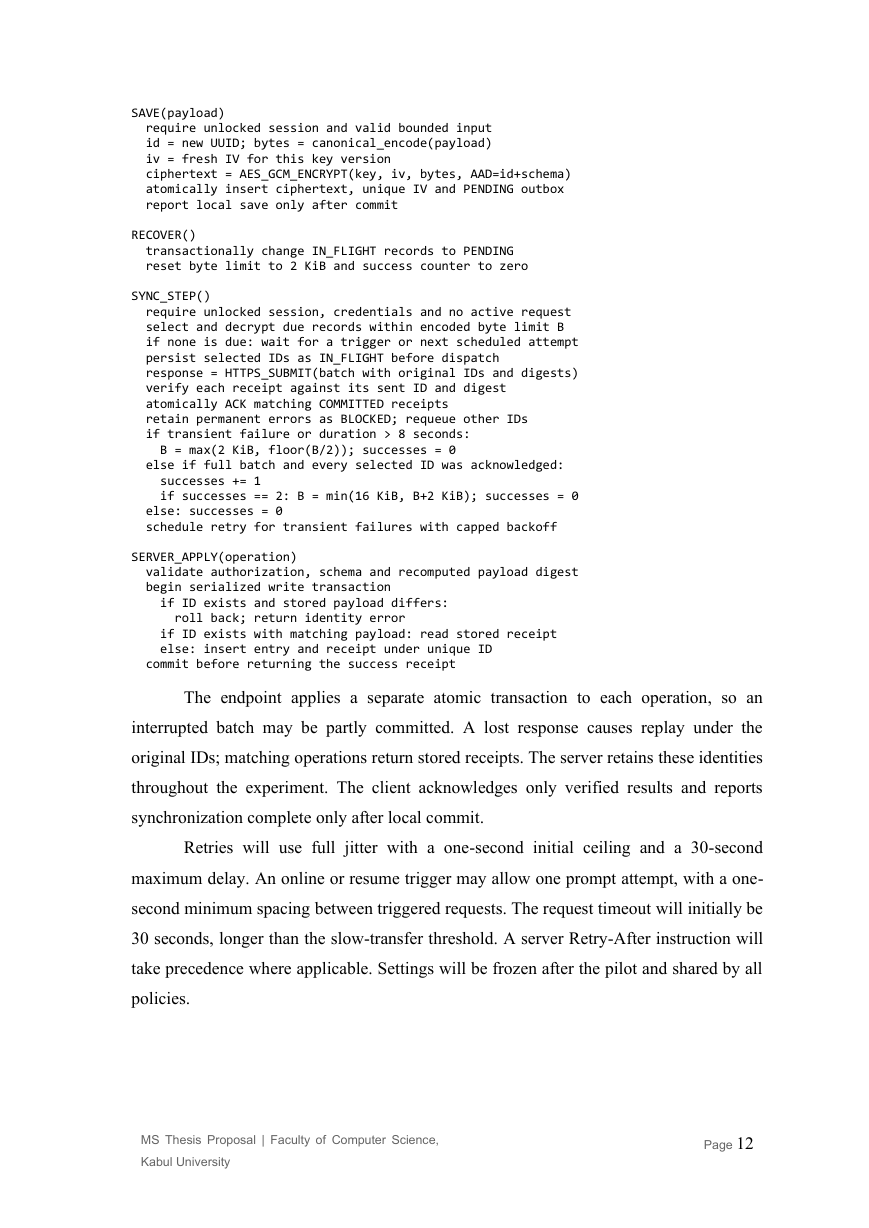 SAVE(payload)
  require unlocked session and valid bounded input
  id = new UUID; bytes = canonical_encode(payload)
  iv = fresh IV for this key version
  ciphertext = AES_GCM_ENCRYPT(key, iv, bytes, AAD=id+schema)
  atomically insert ciphertext, unique IV and PENDING outbox
  report local save only after commit
RECOVER()
  transactionally change IN_FLIGHT records to PENDING
  reset byte limit to 2 KiB and success counter to zero
SYNC_STEP()
  require unlocked session, credentials and no active request
  select and decrypt due records within encoded byte limit B
  if none is due: wait for a trigger or next scheduled attempt
  persist selected IDs as IN_FLIGHT before dispatch
  response = HTTPS_SUBMIT(batch with original IDs and digests)
  verify each receipt against its sent ID and digest
  atomically ACK matching COMMITTED receipts
  retain permanent errors as BLOCKED; requeue other IDs
  if transient failure or duration > 8 seconds:
    B = max(2 KiB, floor(B/2)); successes = 0
  else if full batch and every selected ID was acknowledged:
    successes += 1
    if successes == 2: B = min(16 KiB, B+2 KiB); successes = 0
  else: successes = 0
  schedule retry for transient failures with capped backoff
SERVER_APPLY(operation)
  validate authorization, schema and recomputed payload digest
  begin serialized write transaction
    if ID exists and stored payload differs:
      roll back; return identity error
    if ID exists with matching payload: read stored receipt
    else: insert entry and receipt under unique ID
  commit before returning the success receipt
The endpoint applies a separate atomic transaction to each operation, so an
interrupted batch may be partly committed. A lost response causes replay under the
original IDs; matching operations return stored receipts. The server retains these identities
throughout the experiment. The client acknowledges only verified results and reports
synchronization complete only after local commit.
Retries will use full jitter with a one-second initial ceiling and a 30-second
maximum delay. An online or resume trigger may allow one prompt attempt, with a one-
second minimum spacing between triggered requests. The request timeout will initially be
30 seconds, longer than the slow-transfer threshold. A server Retry-After instruction will
take precedence where applicable. Settings will be frozen after the pilot and shared by all
policies.
MS Thesis Proposal | Faculty of Computer Science,
Kabul University
Page 12